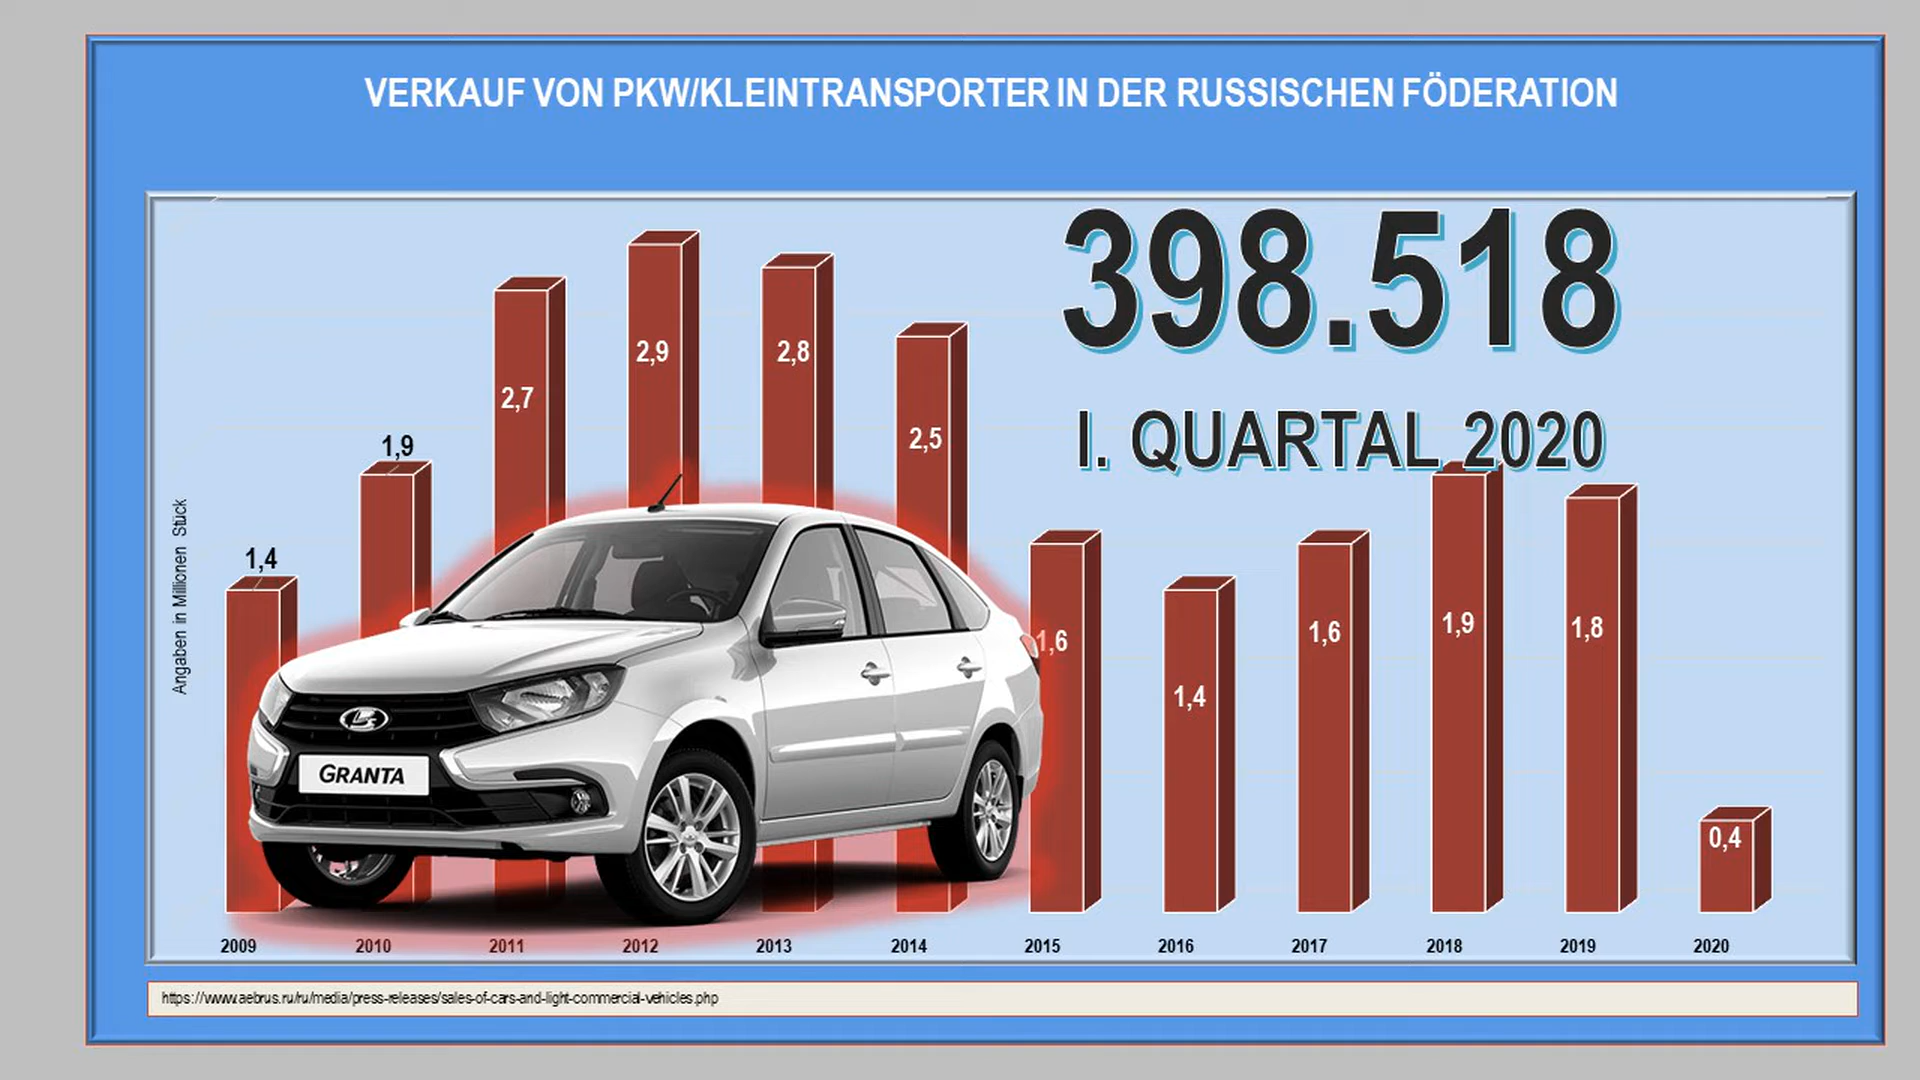 VERKAUF VON PKW/KLEINTRANSPORTER IN DER RUSSISCHEN FÖDERATION
398.518
I. QUARTAL 2020
Angaben in Millionen Stück
1,4
1,9
2,7
2,9
2,8
2,5
1,6
1,4
1,6
1,9
1,8
0,4
GRANTA
2009 2010 2011 2012 2013 2014 2015 2016 2017 2018 2019 2020
https://www.aebrus.ru/ru/media/press-releases/sales-of-cars-and-light-commercial-vehicles.php